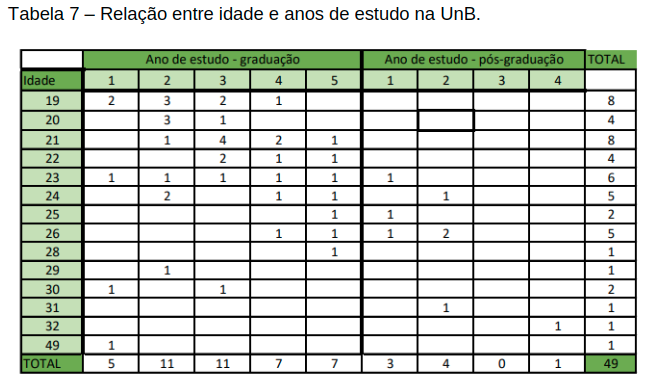 Tabela 7 – Relação entre idade e anos de estudo na UnB.
Ano de estudo - graduação Ano de estudo - pós-graduação TOTAL
Idade 1 2 3 4 5 1 2 3 4
19 2 3 2 1 8
20 3 1 4
21 1 4 2 1 8
22 2 1 1 4
23 1 1 1 1 1 1 6
24 2 1 1 1 5
25 1 1 2
26 1 1 1 2 5
28 1 1
29 1 1
30 1 1 2
31 1 1
32 1 1
49 1 1
TOTAL 5 11 11 7 7 3 4 0 1 49